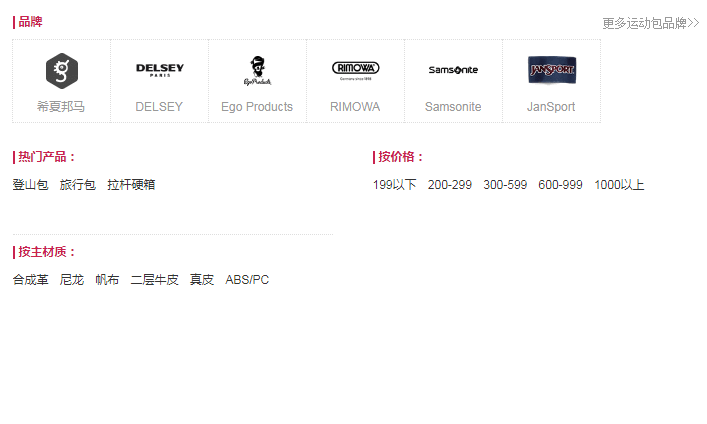 品牌
更多运动包品牌>>
DELSEY
PARIS
Ego Products
RIMOWA
Germany since 1898
Samsonite
JANSPORT
希夏邦马 DELSEY Ego Products RIMOWA Samsonite JanSport
热门产品：
登山包 旅行包 拉杆硬箱
按价格：
199以下 200-299 300-599 600-999 1000以上
按主材质：
合成革 尼龙 帆布 二层牛皮 真皮 ABS/PC